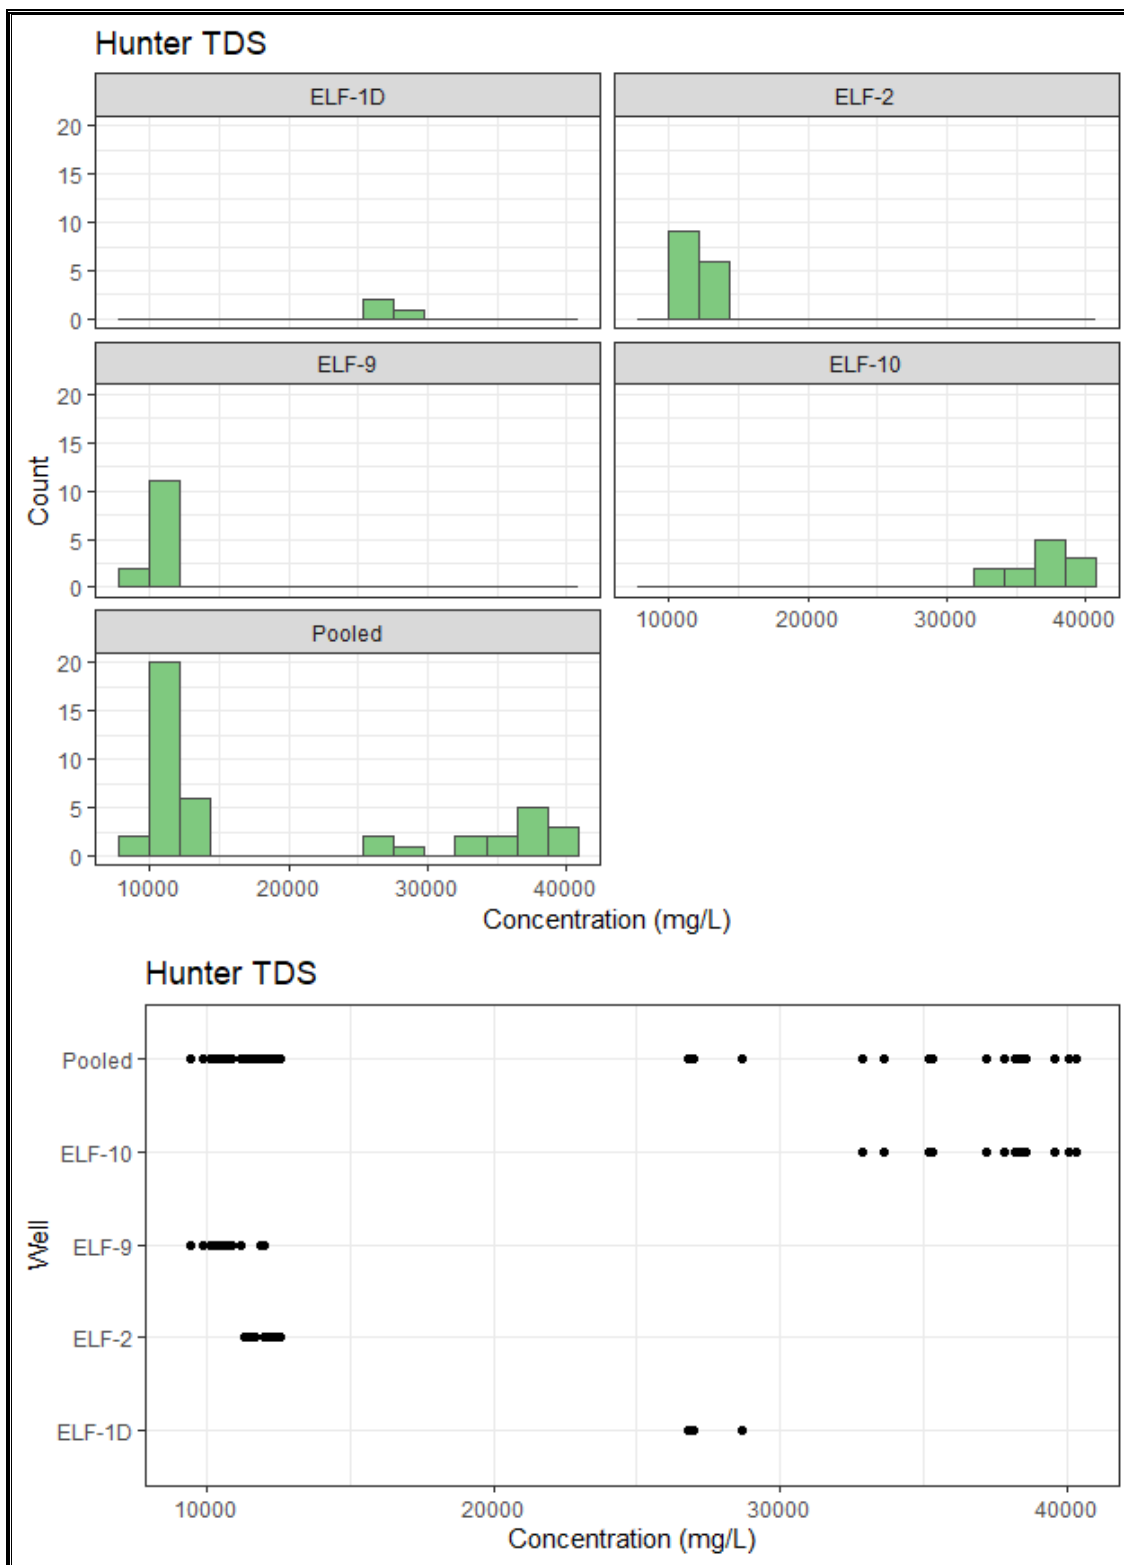 Hunter TDS
ELF-1D
ELF-2
20
15
10
5
0
ELF-9
ELF-10
20
15
10
5
0
Count
10000 20000 30000 40000
Pooled
20
15
10
5
0
10000 20000 30000 40000
Concentration (mg/L)
Hunter TDS
Pooled
ELF-10
ELF-9
ELF-2
ELF-1D
Well
10000 20000 30000 40000
Concentration (mg/L)